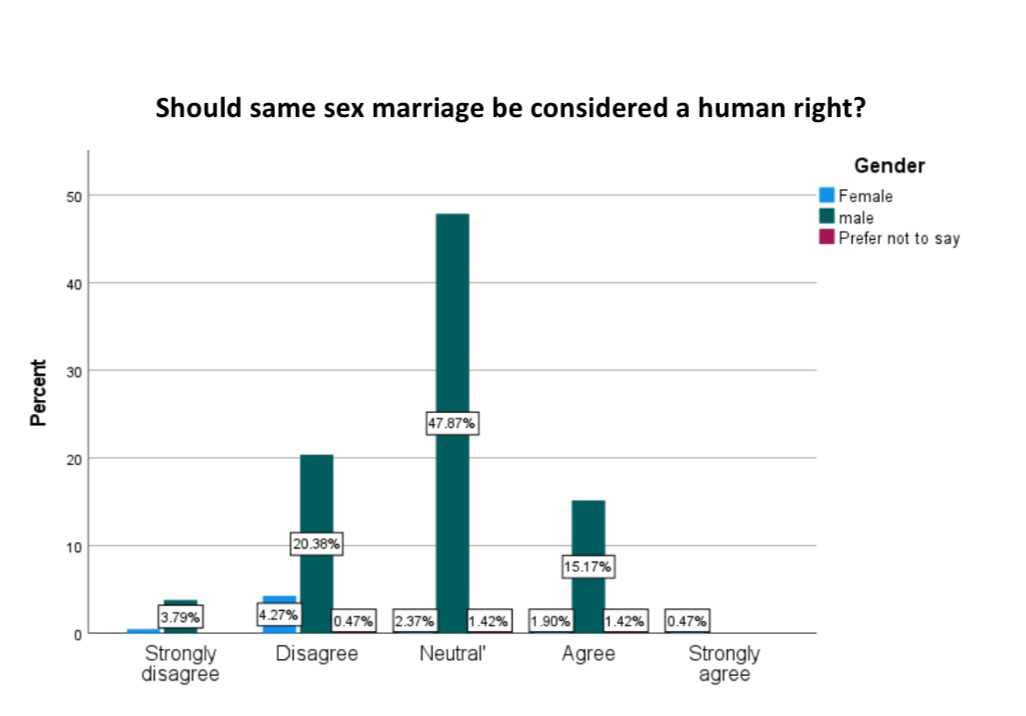 Should same sex marriage be considered a human right?
Gender
Female
male
Prefer not to say
Percent
50
40
30
20
10
0
3.79%
4.27%
20.38%
0.47%
2.37%
47.87%
1.42%
1.90%
15.17%
1.42%
0.47%
Strongly
disagree
Disagree
Neutral'
Agree
Strongly
agree